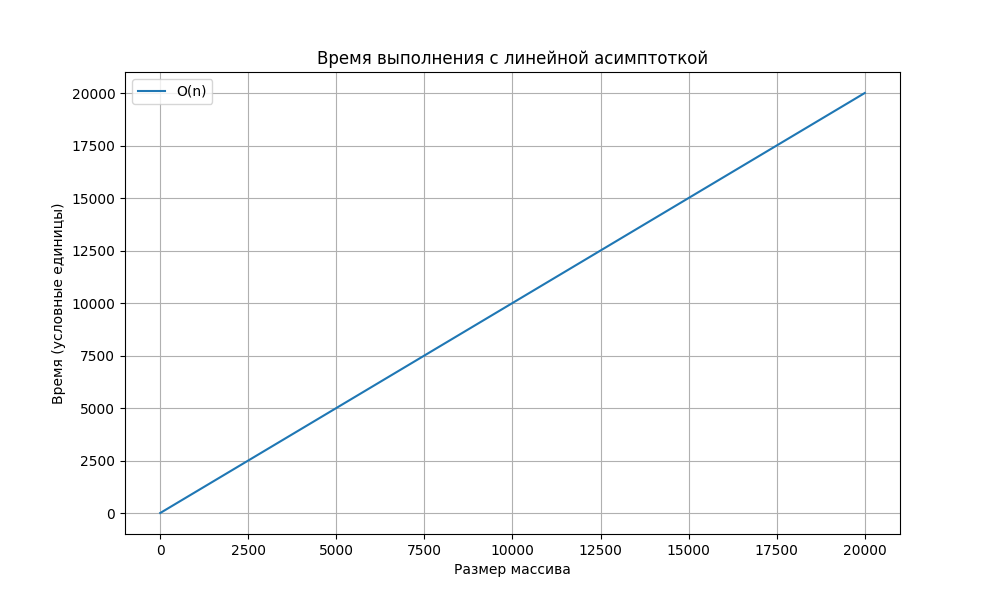 Время выполнения с линейной асимптоткой
O(n)
20000
17500
15000
12500
10000
7500
5000
2500
0
Время (условные единицы)
0 2500 5000 7500 10000 12500 15000 17500 20000
Размер массива